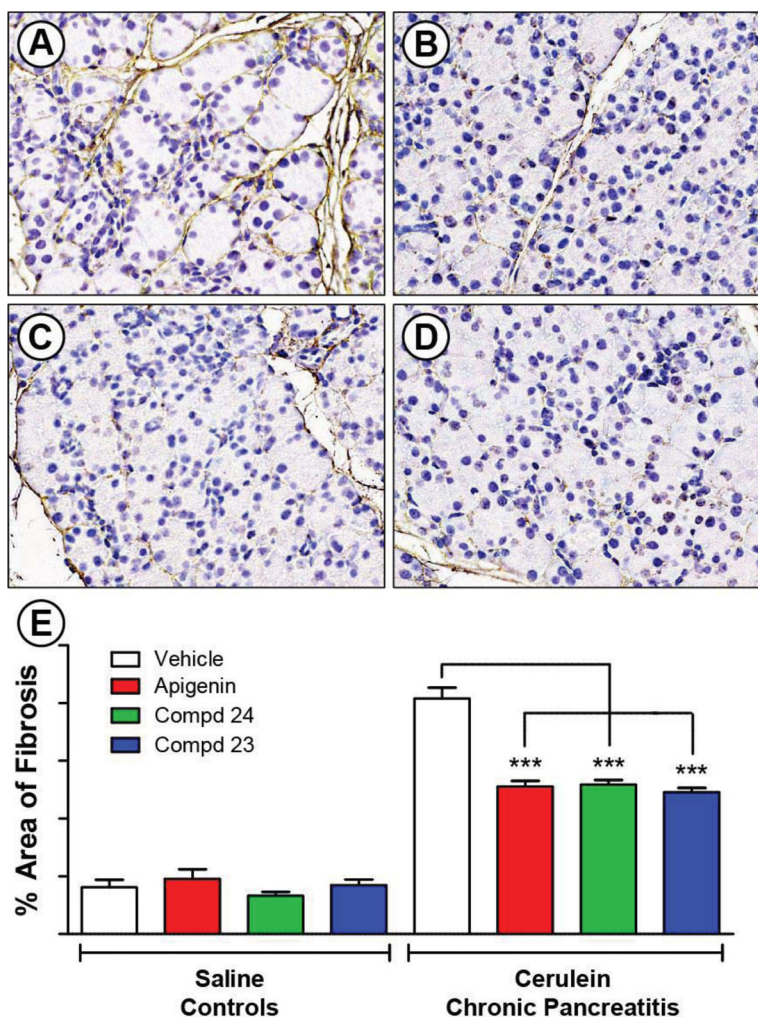 A
B
C
D
E
% Area of Fibrosis
Vehicle
Apigenin
Compd 24
Compd 23
***
***
***
Saline
Controls
Cerulein
Chronic Pancreatitis